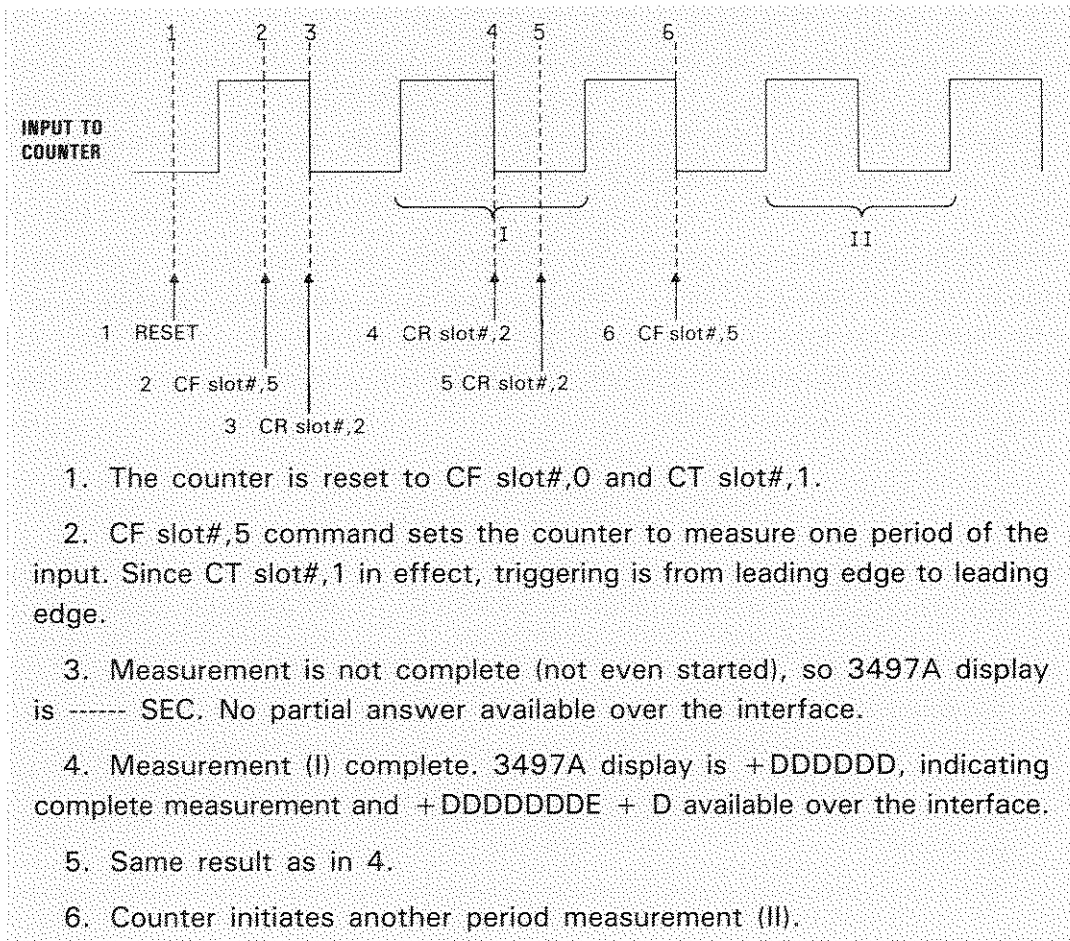 1 2 3 4 5 6
INPUT TO
COUNTER
I II
1 RESET 4 CR slot#,2 6 CF slot#,5
2 CF slot#,5 5 CR slot#,2
3 CR slot#,2
1. The counter is reset to CF slot#,0 and CT slot#,1.
2. CF slot#,5 command sets the counter to measure one period of the
input. Since CT slot#,1 in effect, triggering is from leading edge to leading
edge.
3. Measurement is not complete (not even started), so 3497A display
is ------ SEC. No partial answer available over the interface.
4. Measurement (I) complete. 3497A display is +DDDDDD, indicating
complete measurement and +DDDDDDDE + D available over the interface.
5. Same result as in 4.
6. Counter initiates another period measurement (II).